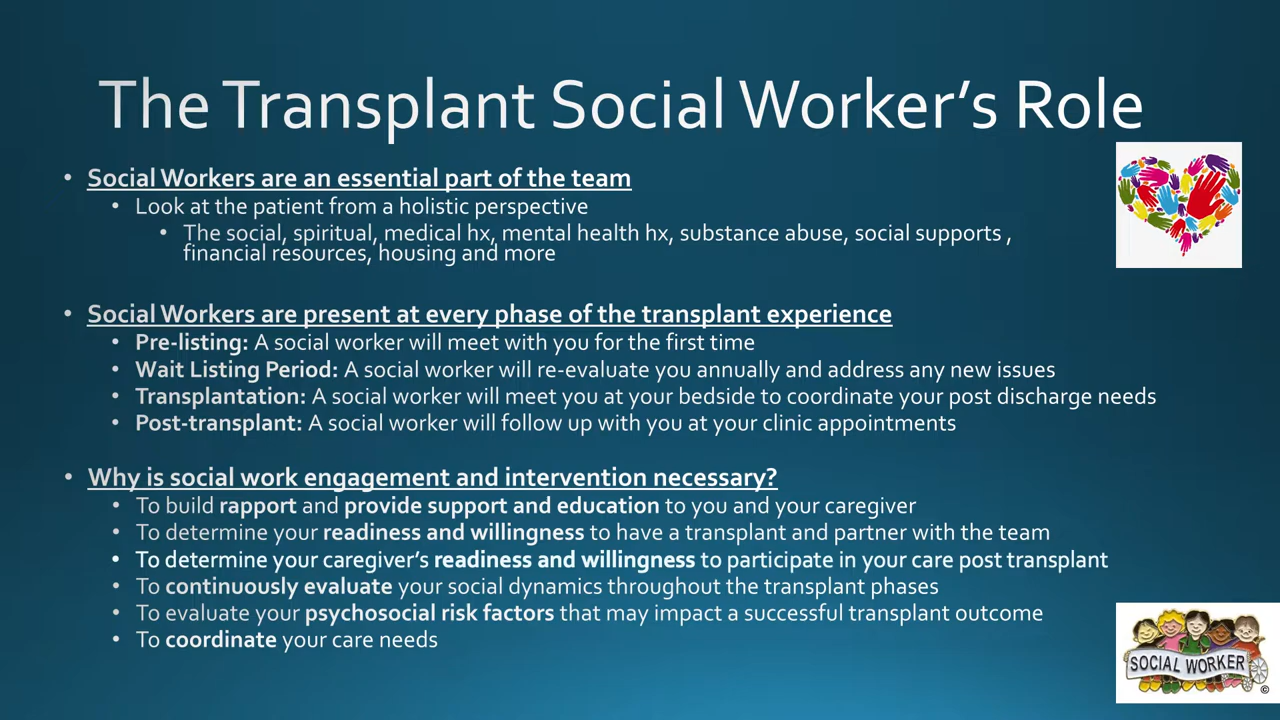 The Transplant Social Worker's Role
• Social Workers are an essential part of the team
• Look at the patient from a holistic perspective
• The social, spiritual, medical hx, mental health hx, substance abuse, social supports ,
financial resources, housing and more
• Social Workers are present at every phase of the transplant experience
• Pre-listing: A social worker will meet with you for the first time
• Wait Listing Period: A social worker will re-evaluate you annually and address any new issues
• Transplantation: A social worker will meet you at your bedside to coordinate your post discharge needs
• Post-transplant: A social worker will follow up with you at your clinic appointments
• Why is social work engagement and intervention necessary?
• To build rapport and provide support and education to you and your caregiver
• To determine your readiness and willingness to have a transplant and partner with the team
• To determine your caregiver's readiness and willingness to participate in your care post transplant
• To continuously evaluate your social dynamics throughout the transplant phases
• To evaluate your psychosocial risk factors that may impact a successful transplant outcome
• To coordinate your care needs
SOCIAL WORKER
©